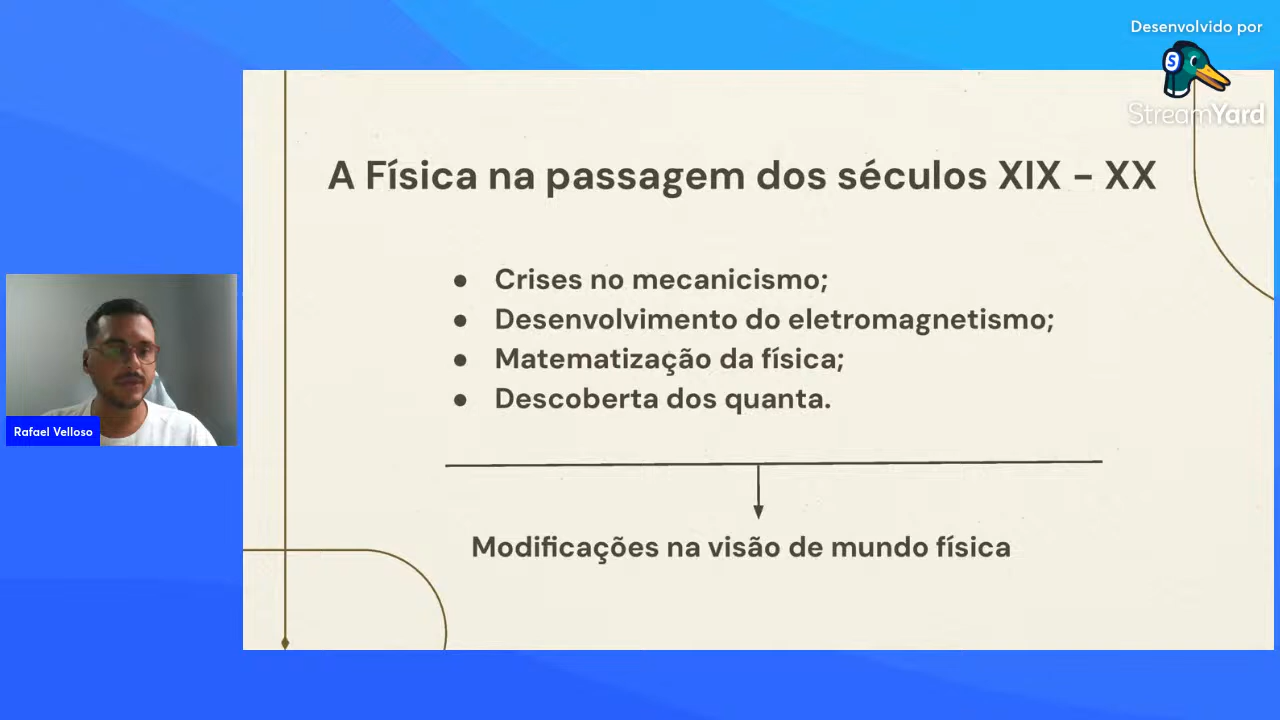 Desenvolvido por
StreamYard
A Física na passagem dos séculos XIX – XX
● Crises no mecanicismo;
● Desenvolvimento do eletromagnetismo;
● Matematização da física;
● Descoberta dos quanta.
Modificações na visão de mundo física
Rafael Velloso